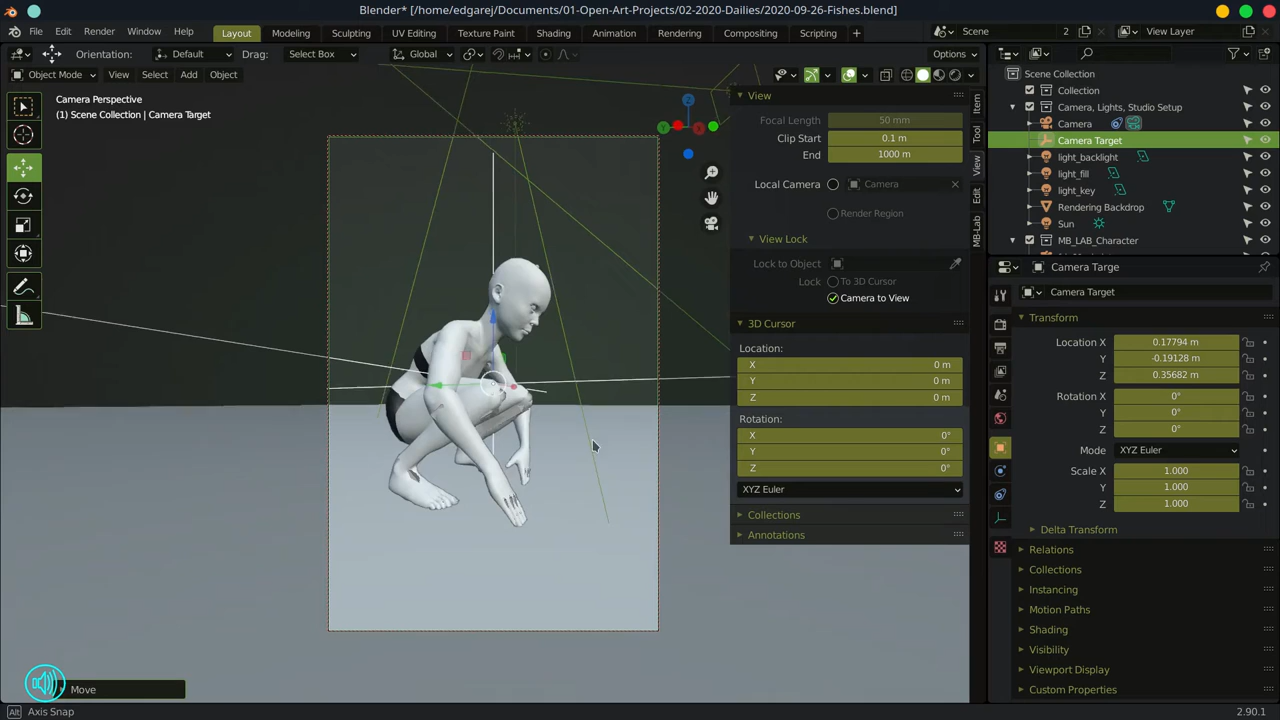 Blender* [/home/edgarej/Documents/01-Open-Art-Projects/02-2020-Dailies/2020-09-26-Fishes.blend]
File Edit Render Window Help Layout Modeling Sculpting UV Editing Texture Paint Shading Animation Rendering Compositing Scripting + Scene 2 View Layer
Orientation: Default Drag: Select Box Global Options
Object Mode View Select Add Object
Camera Perspective
(1) Scene Collection | Camera Target
Z
Y
X
View
Focal Length 50 mm
Clip Start 0.1 m
End 1000 m
Local Camera Camera
Render Region
View Lock
Lock to Object
Lock To 3D Cursor
Camera to View
3D Cursor
Location:
X 0 m
Y 0 m
Z 0 m
Rotation:
X 0°
Y 0°
Z 0°
XYZ Euler
Collections
Annotations
Item
Tool
View
Edit
MB-Lab
Scene Collection
Collection
Camera, Lights, Studio Setup
Camera
Camera Target
light_backlight
light_fill
light_key
Rendering Backdrop
Sun
MB_LAB_Character
Camera Targe
Camera Target
Transform
Location X 0.17794 m
Y -0.19128 m
Z 0.35682 m
Rotation X 0°
Y 0°
Z 0°
Mode XYZ Euler
Scale X 1.000
Y 1.000
Z 1.000
Delta Transform
Relations
Collections
Instancing
Motion Paths
Shading
Visibility
Viewport Display
Custom Properties
Move
Alt Axis Snap 2.90.1